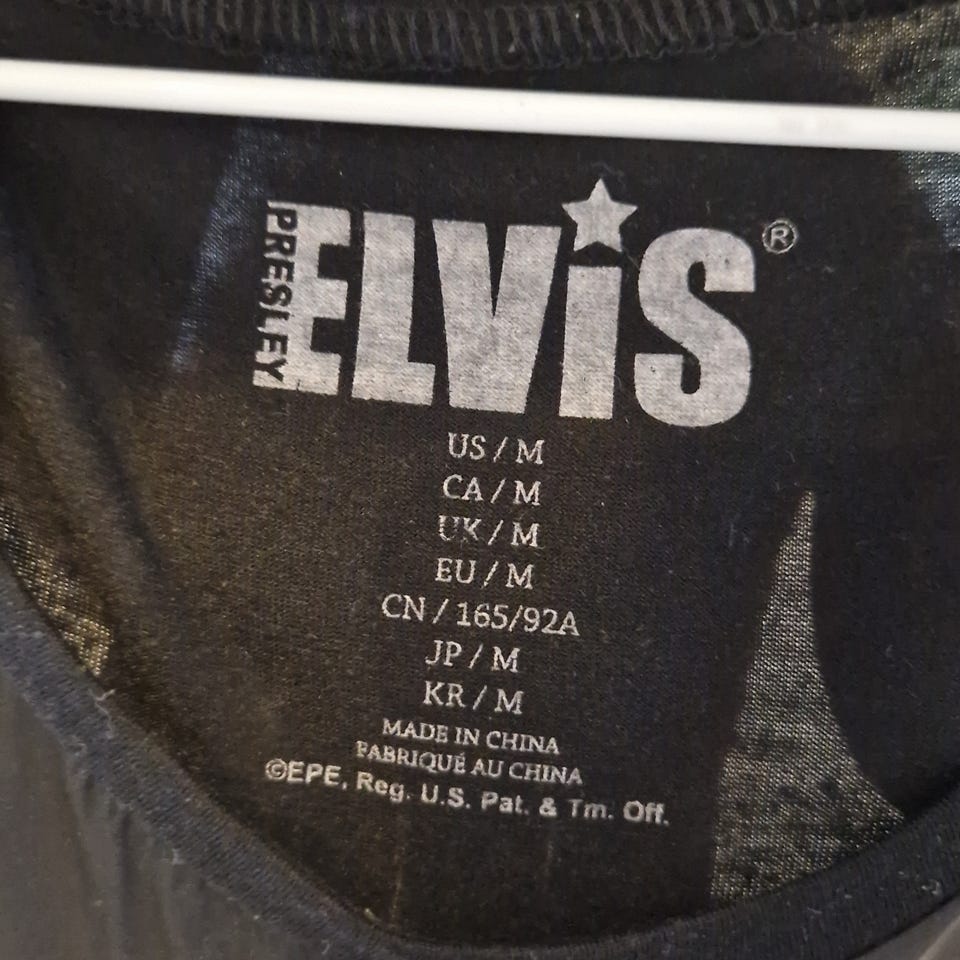 PRESLEY
ELViS®
US / M
CA / M
UK / M
EU / M
CN / 165/92A
JP / M
KR / M
MADE IN CHINA
FABRIQUÉ AU CHINA
©EPE, Reg. U.S. Pat. & Tm. Off.